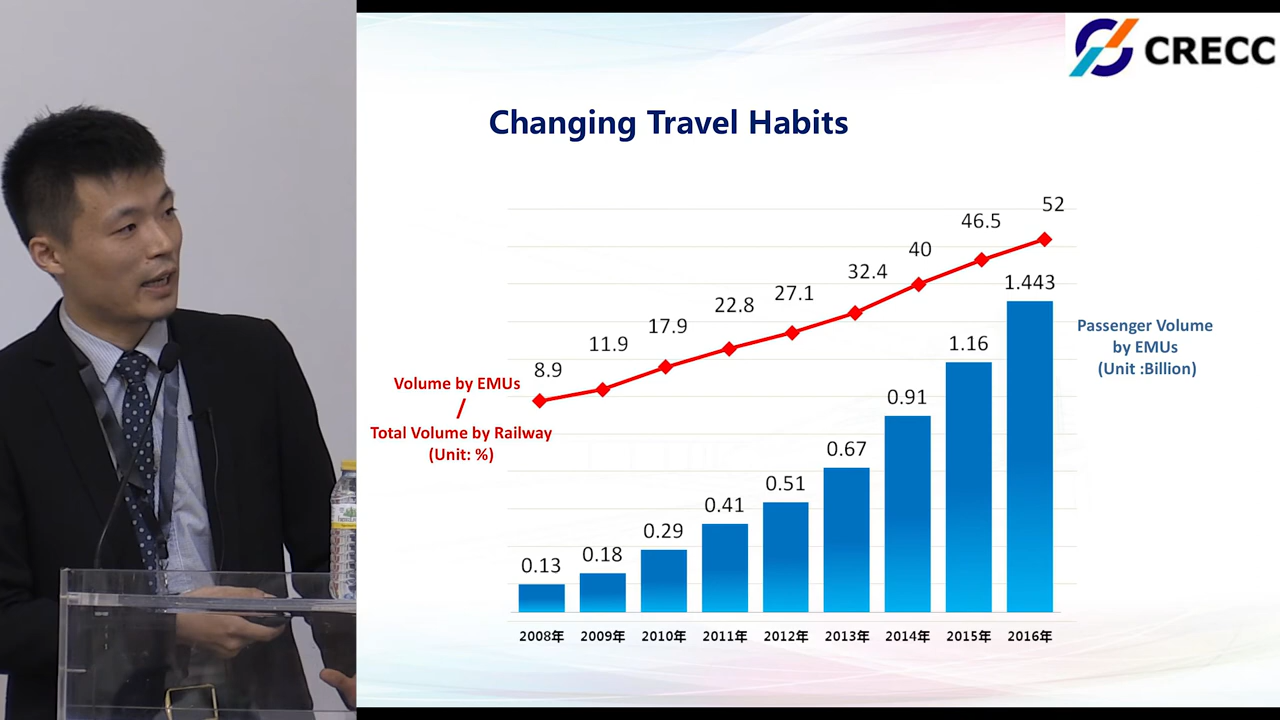 CRECC
Changing Travel Habits
52
46.5
40
32.4
27.1
22.8
17.9
11.9
8.9
1.443
1.16
0.91
0.67
0.51
0.41
0.29
0.18
0.13
Volume by EMUs
/
Total Volume by Railway
(Unit: %)
Passenger Volume
by EMUs
(Unit :Billion)
2008年 2009年 2010年 2011年 2012年 2013年 2014年 2015年 2016年